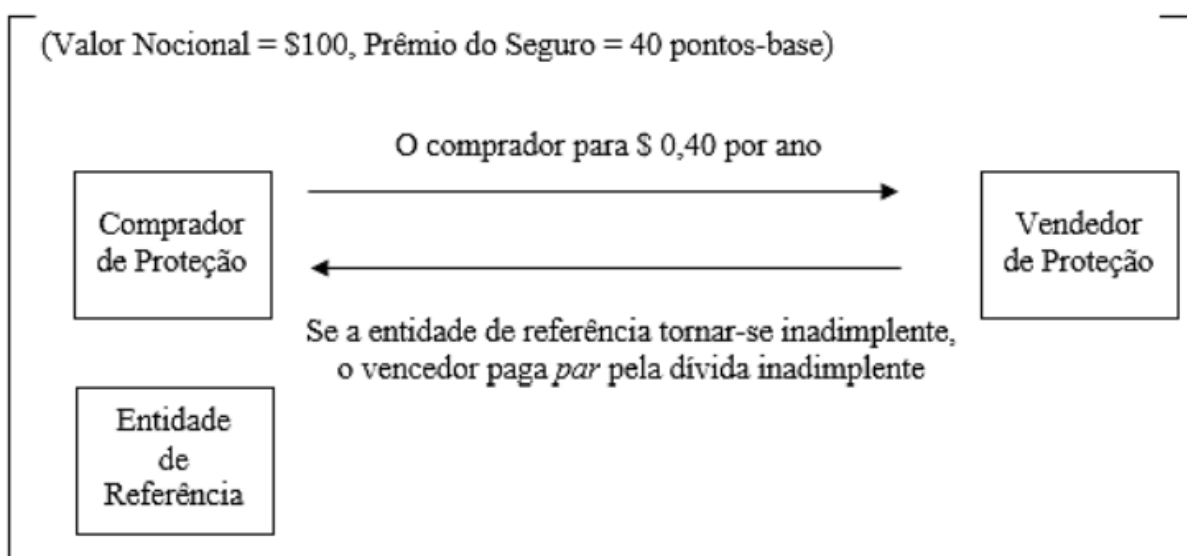 (Valor Nocional = $100, Prêmio do Seguro = 40 pontos-base)
O comprador para $ 0,40 por ano
Comprador
de Proteção
Vendedor
de Proteção
Se a entidade de referência tornar-se inadimplente,
o vencedor paga par pela dívida inadimplente
Entidade
de
Referência